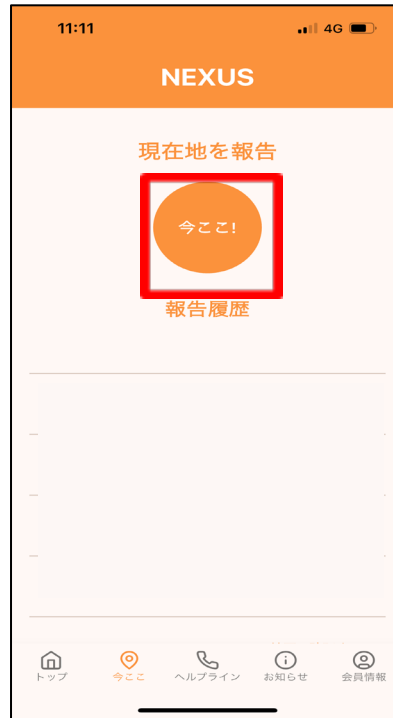 11:11
4G
NEXUS
現在地を報告
今ここ!
報告履歴
トップ
今ここ
ヘルプライン
お知らせ
会員情報